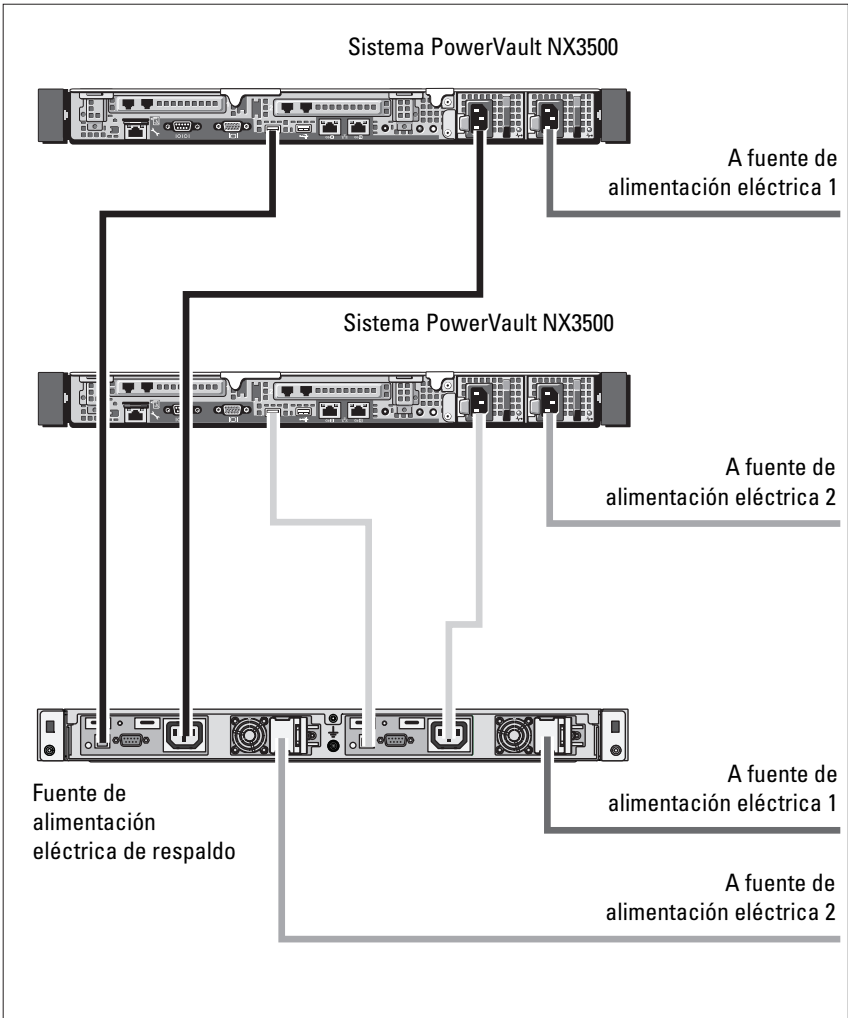 Sistema PowerVault NX3500
A fuente de
alimentación eléctrica 1
Sistema PowerVault NX3500
A fuente de
alimentación eléctrica 2
Fuente de
alimentación
eléctrica de respaldo
A fuente de
alimentación eléctrica 1
A fuente de
alimentación eléctrica 2